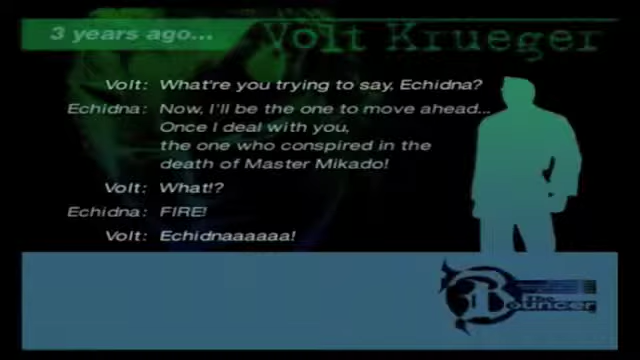 3 years ago...
Volt Krueger
Volt: What're you trying to say, Echidna?
Echidna: Now, I'll be the one to move ahead...
Once I deal with you,
the one who conspired in the
death of Master Mikado!
Volt: What!?
Echidna: FIRE!
Volt: Echidnaaaaaa!
The
Bouncer